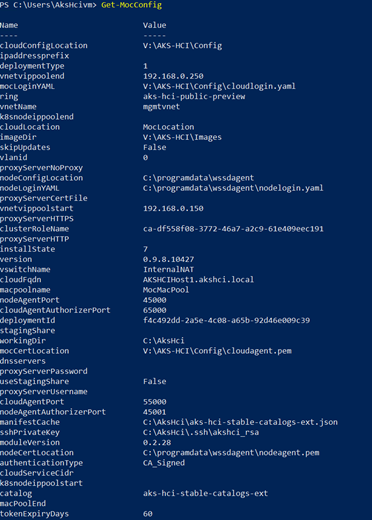 PS C:\Users\AksHcivm> Get-MocConfig
Name Value
---- -----
cloudConfigLocation V:\AKS-HCI\Config
ipaddressprefix
deploymentType 1
vnetvippoolend 192.168.0.250
mocLoginYAML V:\AKS-HCI\Config\cloudlogin.yaml
ring aks-hci-public-preview
vnetName mgmtvnet
k8snodeippoolend
cloudLocation MocLocation
imageDir V:\AKS-HCI\Images
skipUpdates False
vlanid 0
proxyServerNoProxy
nodeConfigLocation C:\programdata\wssdagent
nodeLoginYAML C:\programdata\wssdagent\nodelogin.yaml
proxyServerCertFile
vnetvippoolstart 192.168.0.150
proxyServerHTTPS
clusterRoleName ca-df558f08-3772-46a7-a2c9-61e409eec191
proxyServerHTTP
installState 7
version 0.9.8.10427
vswitchName InternalNAT
cloudFqdn AKSHCIHost1.akshci.local
macpoolname MocMacPool
nodeAgentPort 45000
cloudAgentAuthorizerPort 65000
deploymentId f4c492dd-2a5e-4c08-a65b-92d46e009c39
stagingShare
workingDir C:\AksHci
mocCertLocation V:\AKS-HCI\Config\cloudagent.pem
dnsservers
proxyServerPassword
useStagingShare False
proxyServerUsername
cloudAgentPort 55000
nodeAgentAuthorizerPort 45001
manifestCache C:\AksHci\aks-hci-stable-catalogs-ext.json
sshPrivateKey C:\AksHci\.ssh\akshci_rsa
moduleVersion 0.2.28
nodeCertLocation C:\programdata\wssdagent\nodeagent.pem
authenticationType CA_Signed
cloudServiceCidr
k8snodeippoolstart
catalog aks-hci-stable-catalogs-ext
macPoolEnd
tokenExpiryDays 60